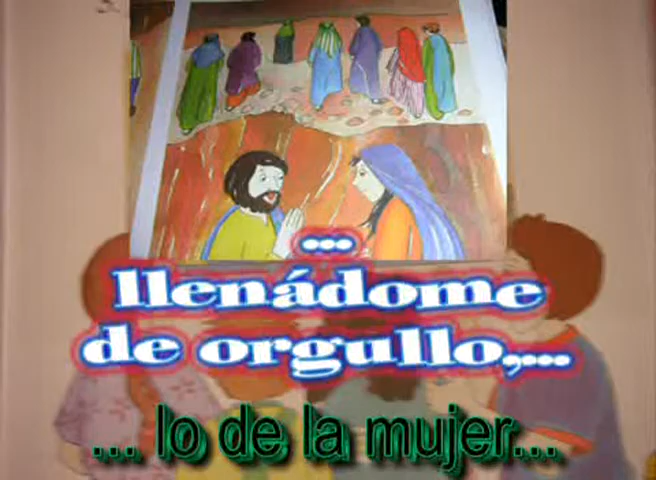 ...
llenádome
de orgullo,...
... lo de la mujer...